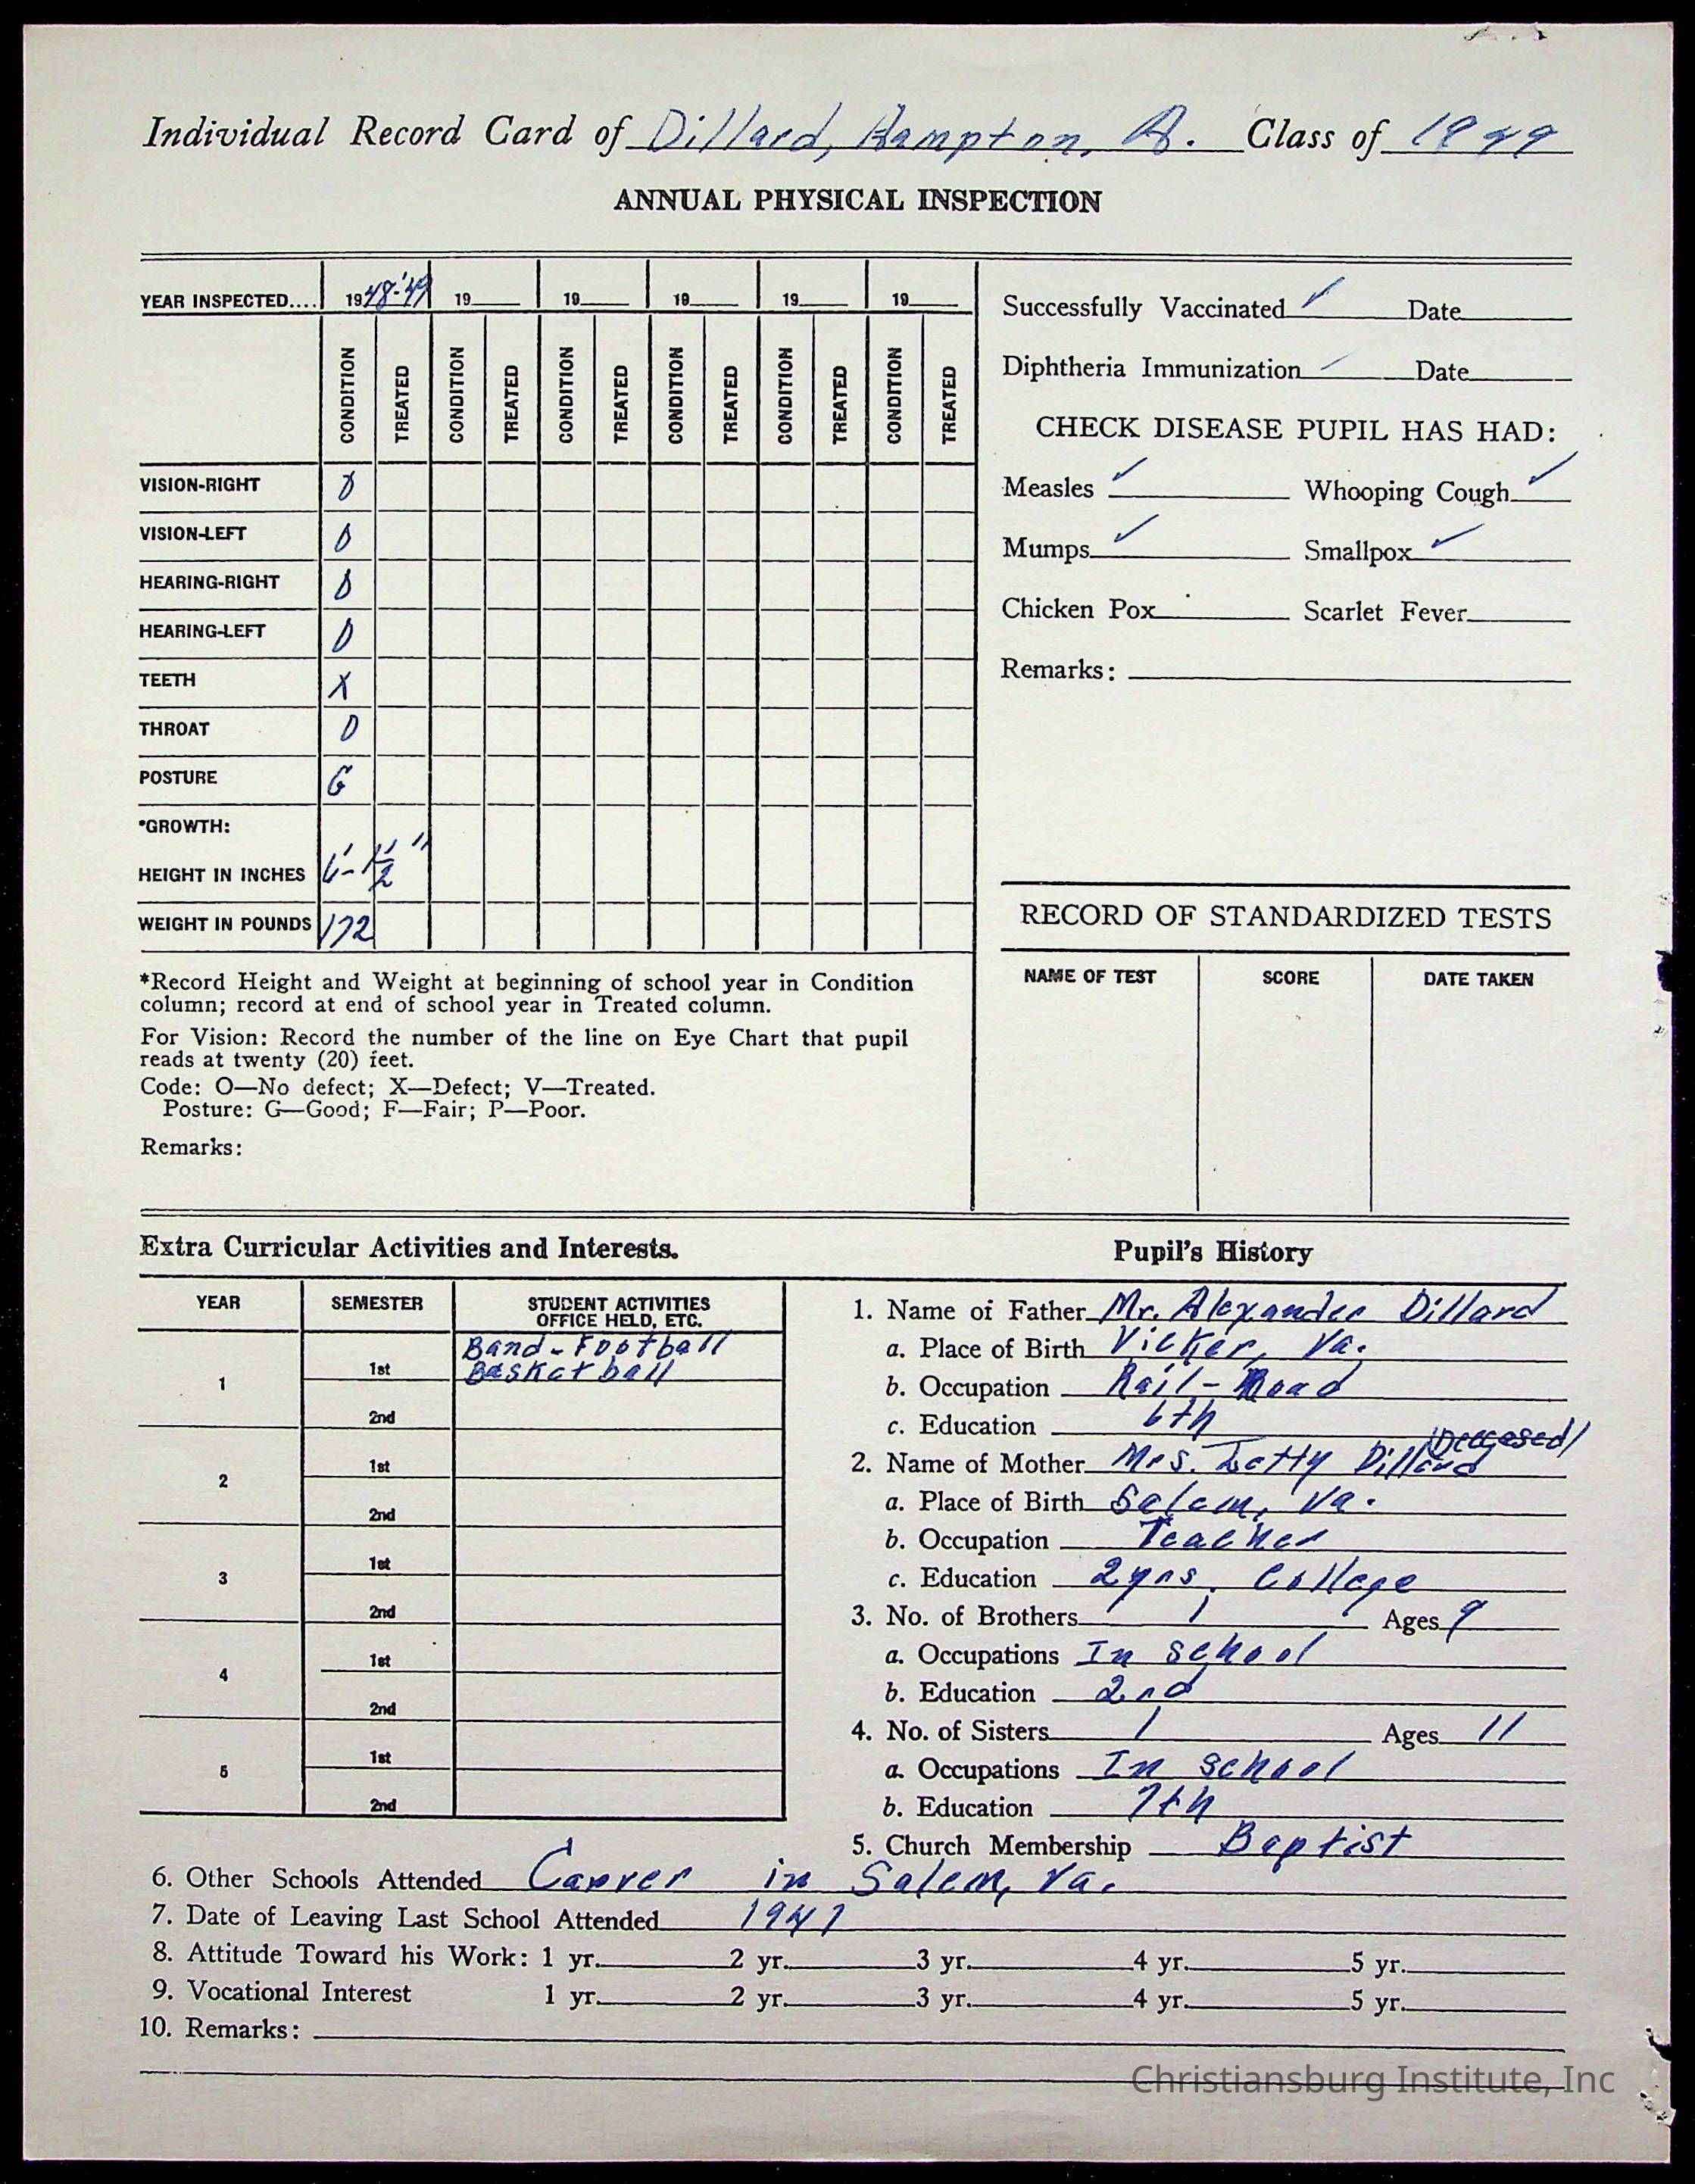 Individual Record Card of Dillard, Hampton, A. Class of 1949
ANNUAL PHYSICAL INSPECTION
YEAR INSPECTED.... 1948-'49 19 19 19 19 19
CONDITION TREATED CONDITION TREATED CONDITION TREATED CONDITION TREATED CONDITION TREATED CONDITION TREATED
VISION-RIGHT O
VISION-LEFT O
HEARING-RIGHT O
HEARING-LEFT O
TEETH X
THROAT O
POSTURE G
*GROWTH:
HEIGHT IN INCHES 6'-1 1/2"
WEIGHT IN POUNDS 172
*Record Height and Weight at beginning of school year in Condition
column; record at end of school year in Treated column.
For Vision: Record the number of the line on Eye Chart that pupil
reads at twenty (20) feet.
Code: O—No defect; X—Defect; V—Treated.
Posture: G—Good; F—Fair; P—Poor.
Remarks:
Successfully Vaccinated ✓ Date
Diphtheria Immunization ✓ Date
CHECK DISEASE PUPIL HAS HAD:
Measles ✓ Whooping Cough ✓
Mumps ✓ Smallpox ✓
Chicken Pox Scarlet Fever
Remarks:
RECORD OF STANDARDIZED TESTS
NAME OF TEST SCORE DATE TAKEN
Extra Curricular Activities and Interests.
YEAR SEMESTER STUDENT ACTIVITIES
OFFICE HELD, ETC.
Band - Football
1 1st Basketball
2nd
2 1st
2nd
3 1st
2nd
4 1st
2nd
5 1st
2nd
Pupil's History
1. Name of Father Mr. Alexander Dillard
a. Place of Birth Vicker, Va.
b. Occupation Rail-Road
c. Education 6th
(Deceased)
2. Name of Mother Mrs. Letty Dillard
a. Place of Birth Salem, Va.
b. Occupation Teacher
c. Education 2 yrs. College
3. No. of Brothers 1 Ages 9
a. Occupations In school
b. Education 2nd
4. No. of Sisters 1 Ages 11
a. Occupations In school
b. Education 7th
5. Church Membership Baptist
6. Other Schools Attended Carver in Salem, Va.
7. Date of Leaving Last School Attended 1947
8. Attitude Toward his Work: 1 yr. 2 yr. 3 yr. 4 yr. 5 yr.
9. Vocational Interest 1 yr. 2 yr. 3 yr. 4 yr. 5 yr.
10. Remarks:
Christiansburg Institute, Inc